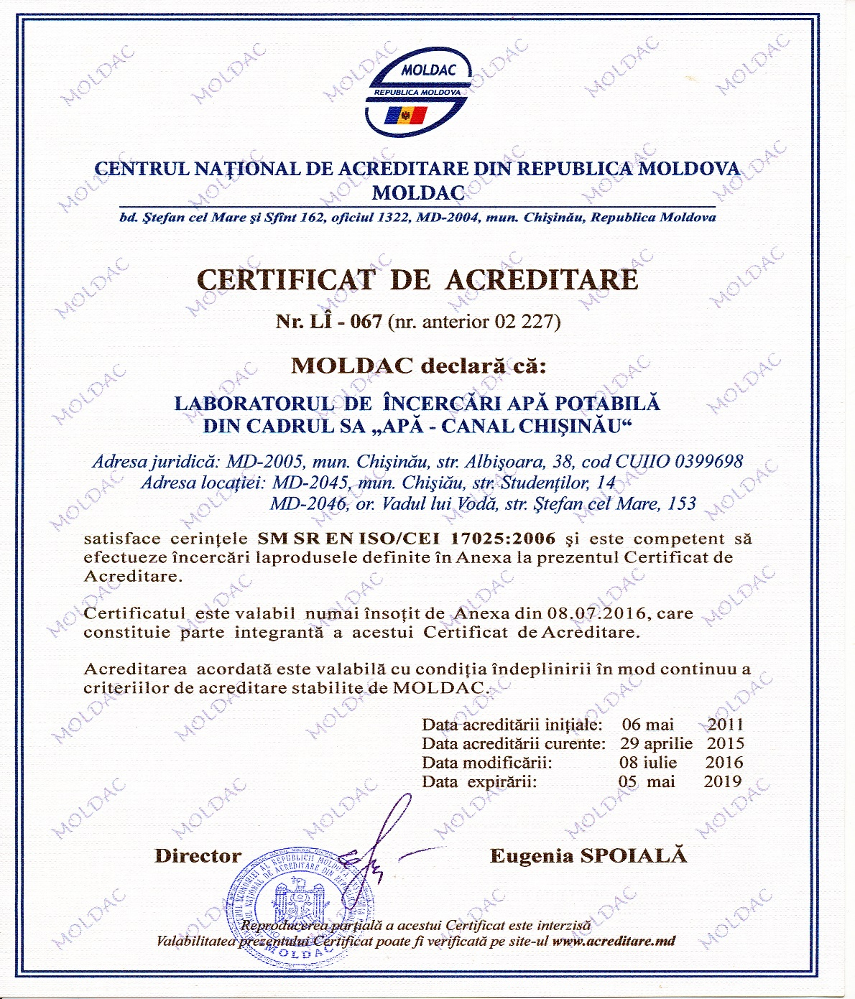 MOLDAC
REPUBLICA MOLDOVA
CENTRUL NAŢIONAL DE ACREDITARE DIN REPUBLICA MOLDOVA
MOLDAC
bd. Ştefan cel Mare şi Sfînt 162, oficiul 1322, MD-2004, mun. Chişinău, Republica Moldova
CERTIFICAT DE ACREDITARE
Nr. LÎ - 067 (nr. anterior 02 227)
MOLDAC declară că:
LABORATORUL DE ÎNCERCĂRI APĂ POTABILĂ
DIN CADRUL SA „APĂ - CANAL CHIŞINĂU“
Adresa juridică: MD-2005, mun. Chişinău, str. Albişoara, 38, cod CUIIO 0399698
Adresa locaţiei: MD-2045, mun. Chişiău, str. Studenţilor, 14
MD-2046, or. Vadul lui Vodă, str. Ştefan cel Mare, 153
satisface cerinţele SM SR EN ISO/CEI 17025:2006 şi este competent să
efectueze încercări laprodusele definite în Anexa la prezentul Certificat de
Acreditare.
Certificatul este valabil numai însoţit de Anexa din 08.07.2016, care
constituie parte integrantă a acestui Certificat de Acreditare.
Acreditarea acordată este valabilă cu condiţia îndeplinirii în mod continuu a
criteriilor de acreditare stabilite de MOLDAC.
Data acreditării iniţiale: 06 mai 2011
Data acreditării curente: 29 aprilie 2015
Data modificării: 08 iulie 2016
Data expirării: 05 mai 2019
Director Eugenia SPOIALĂ
Reproducerea parţială a acestui Certificat este interzisă
Valabilitatea prezentului Certificat poate fi verificată pe site-ul www.acreditare.md
MOLDAC